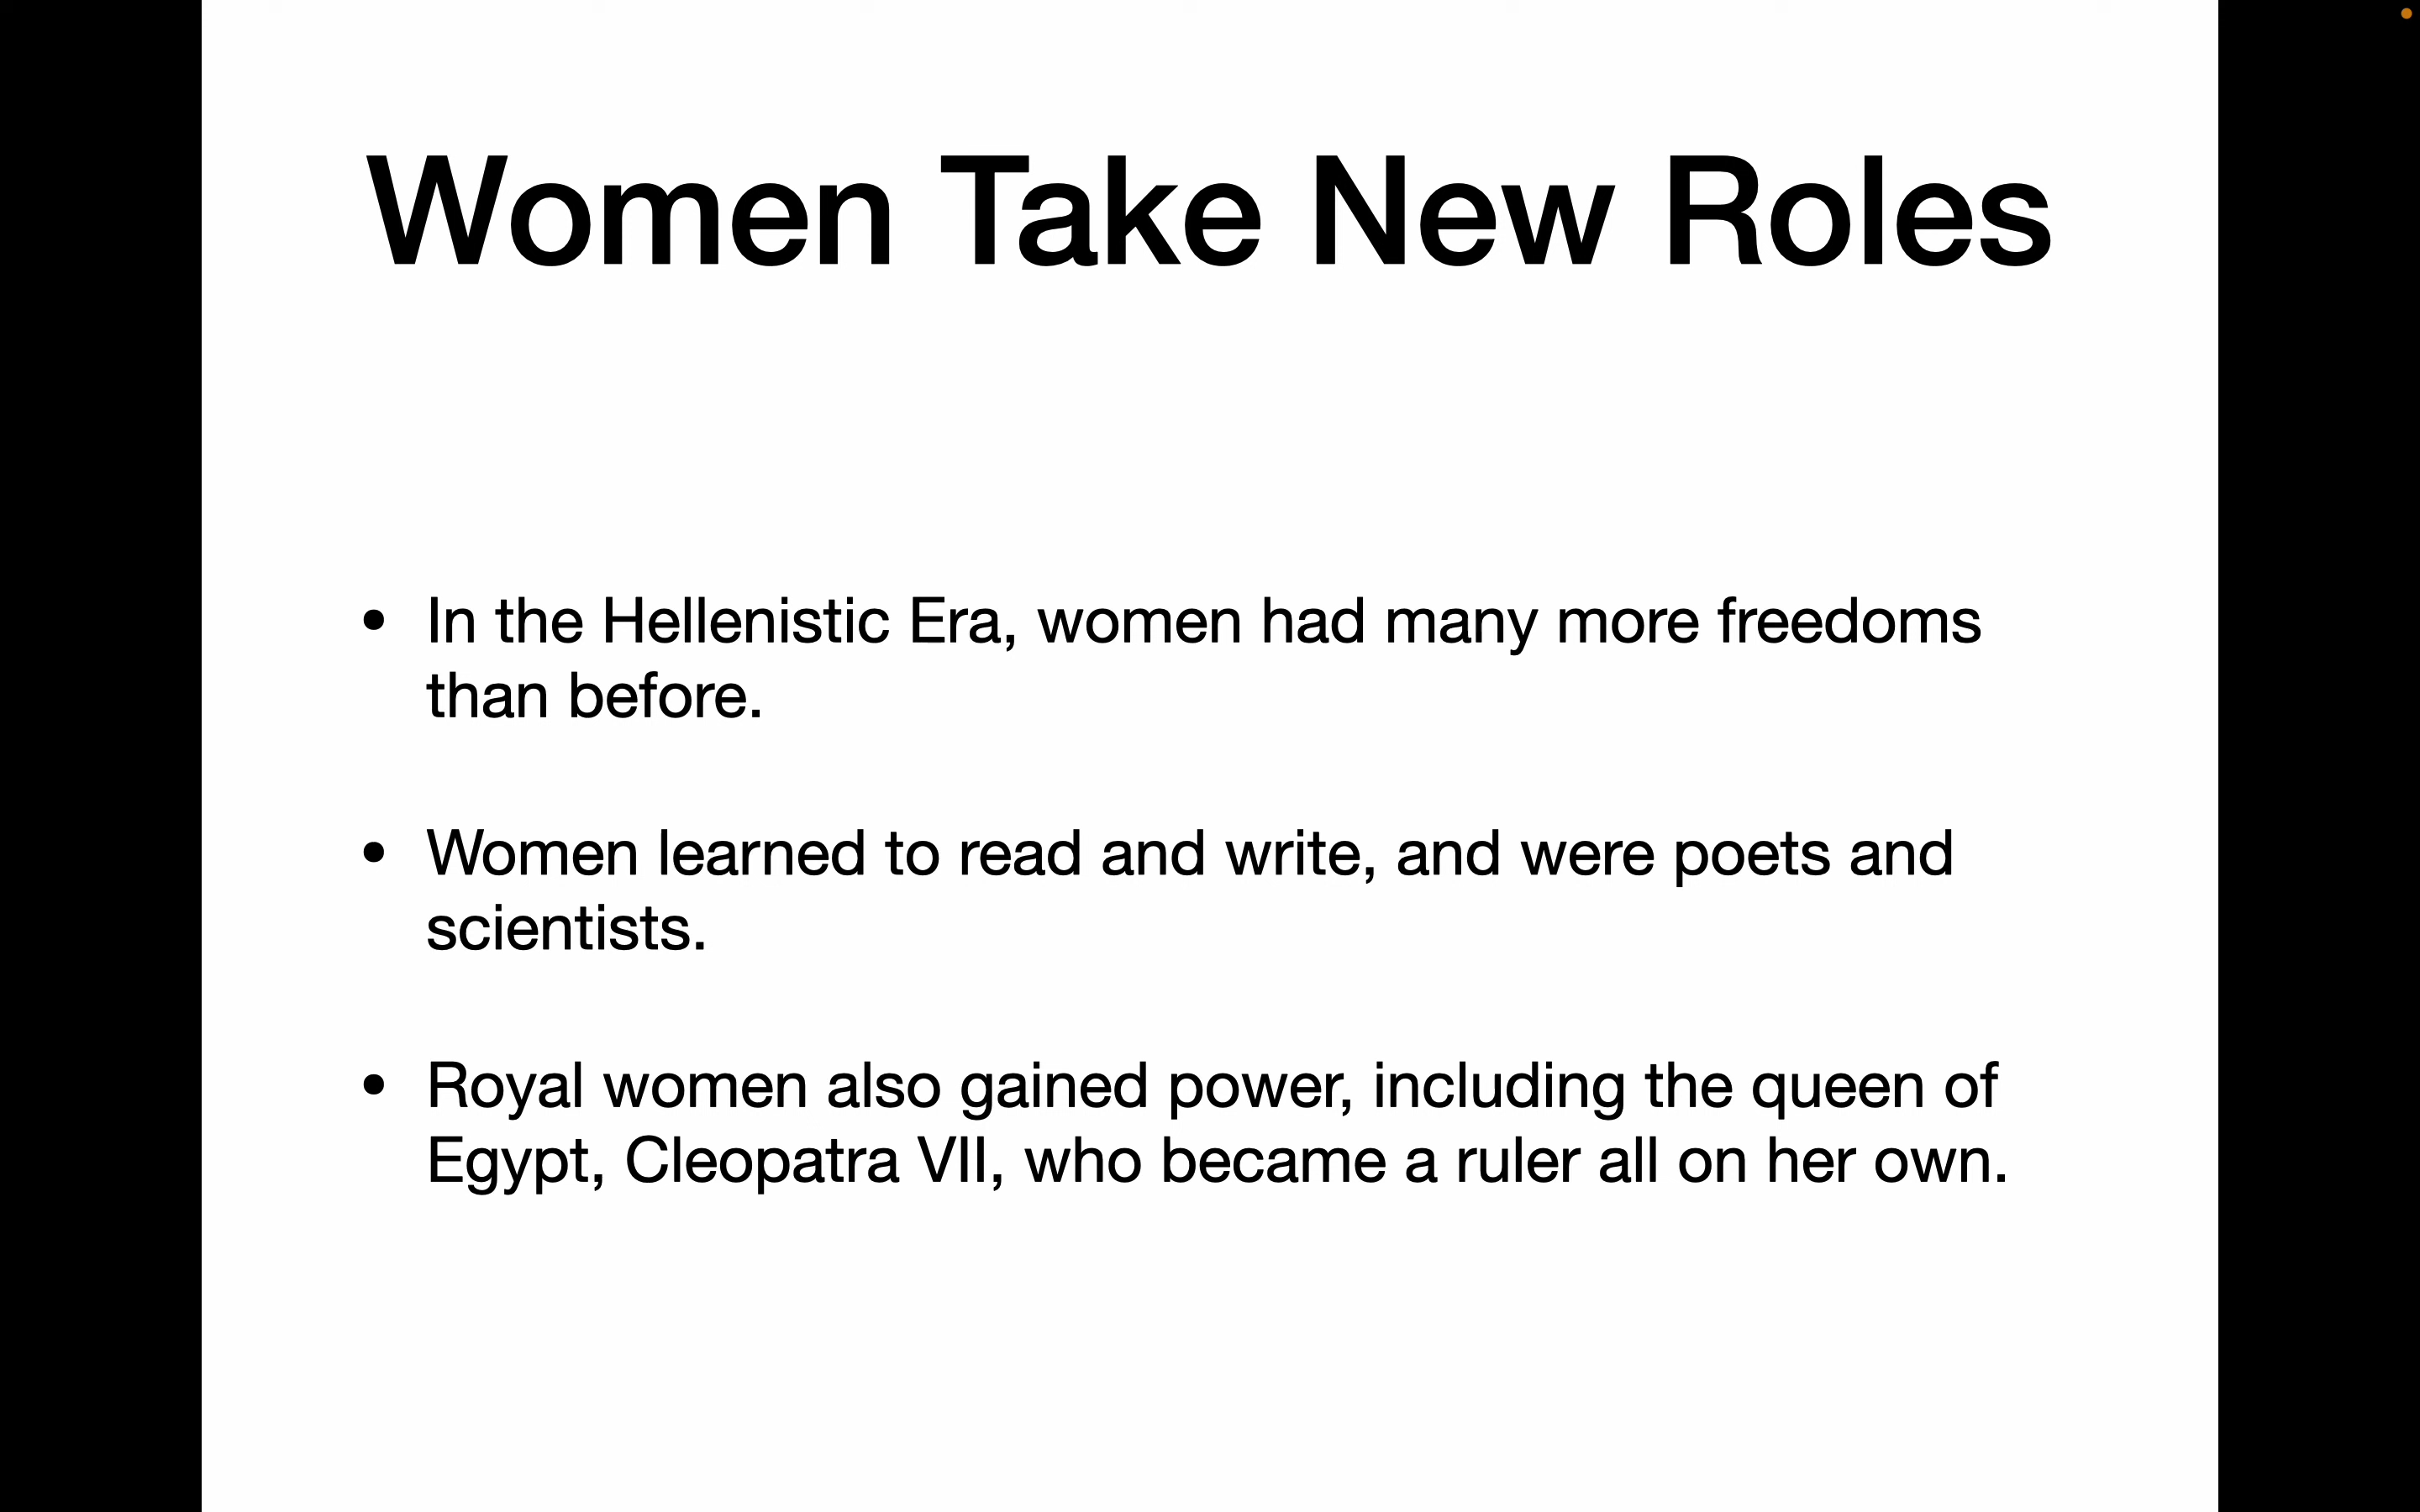 Women Take New Roles
• In the Hellenistic Era, women had many more freedoms
than before.
• Women learned to read and write, and were poets and
scientists.
• Royal women also gained power, including the queen of
Egypt, Cleopatra VII, who became a ruler all on her own.